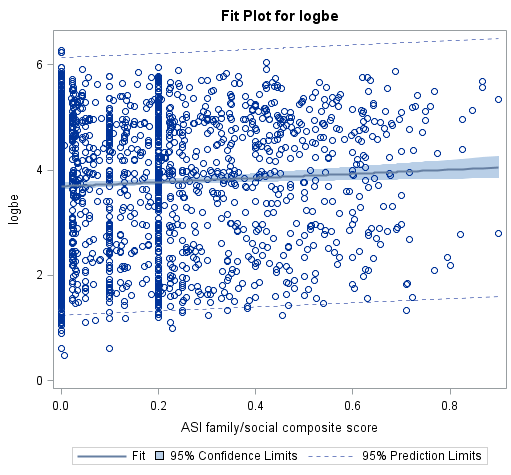 Fit Plot for logbe
6
4
2
0
logbe
0.0 0.2 0.4 0.6 0.8
ASI family/social composite score
Fit 95% Confidence Limits 95% Prediction Limits